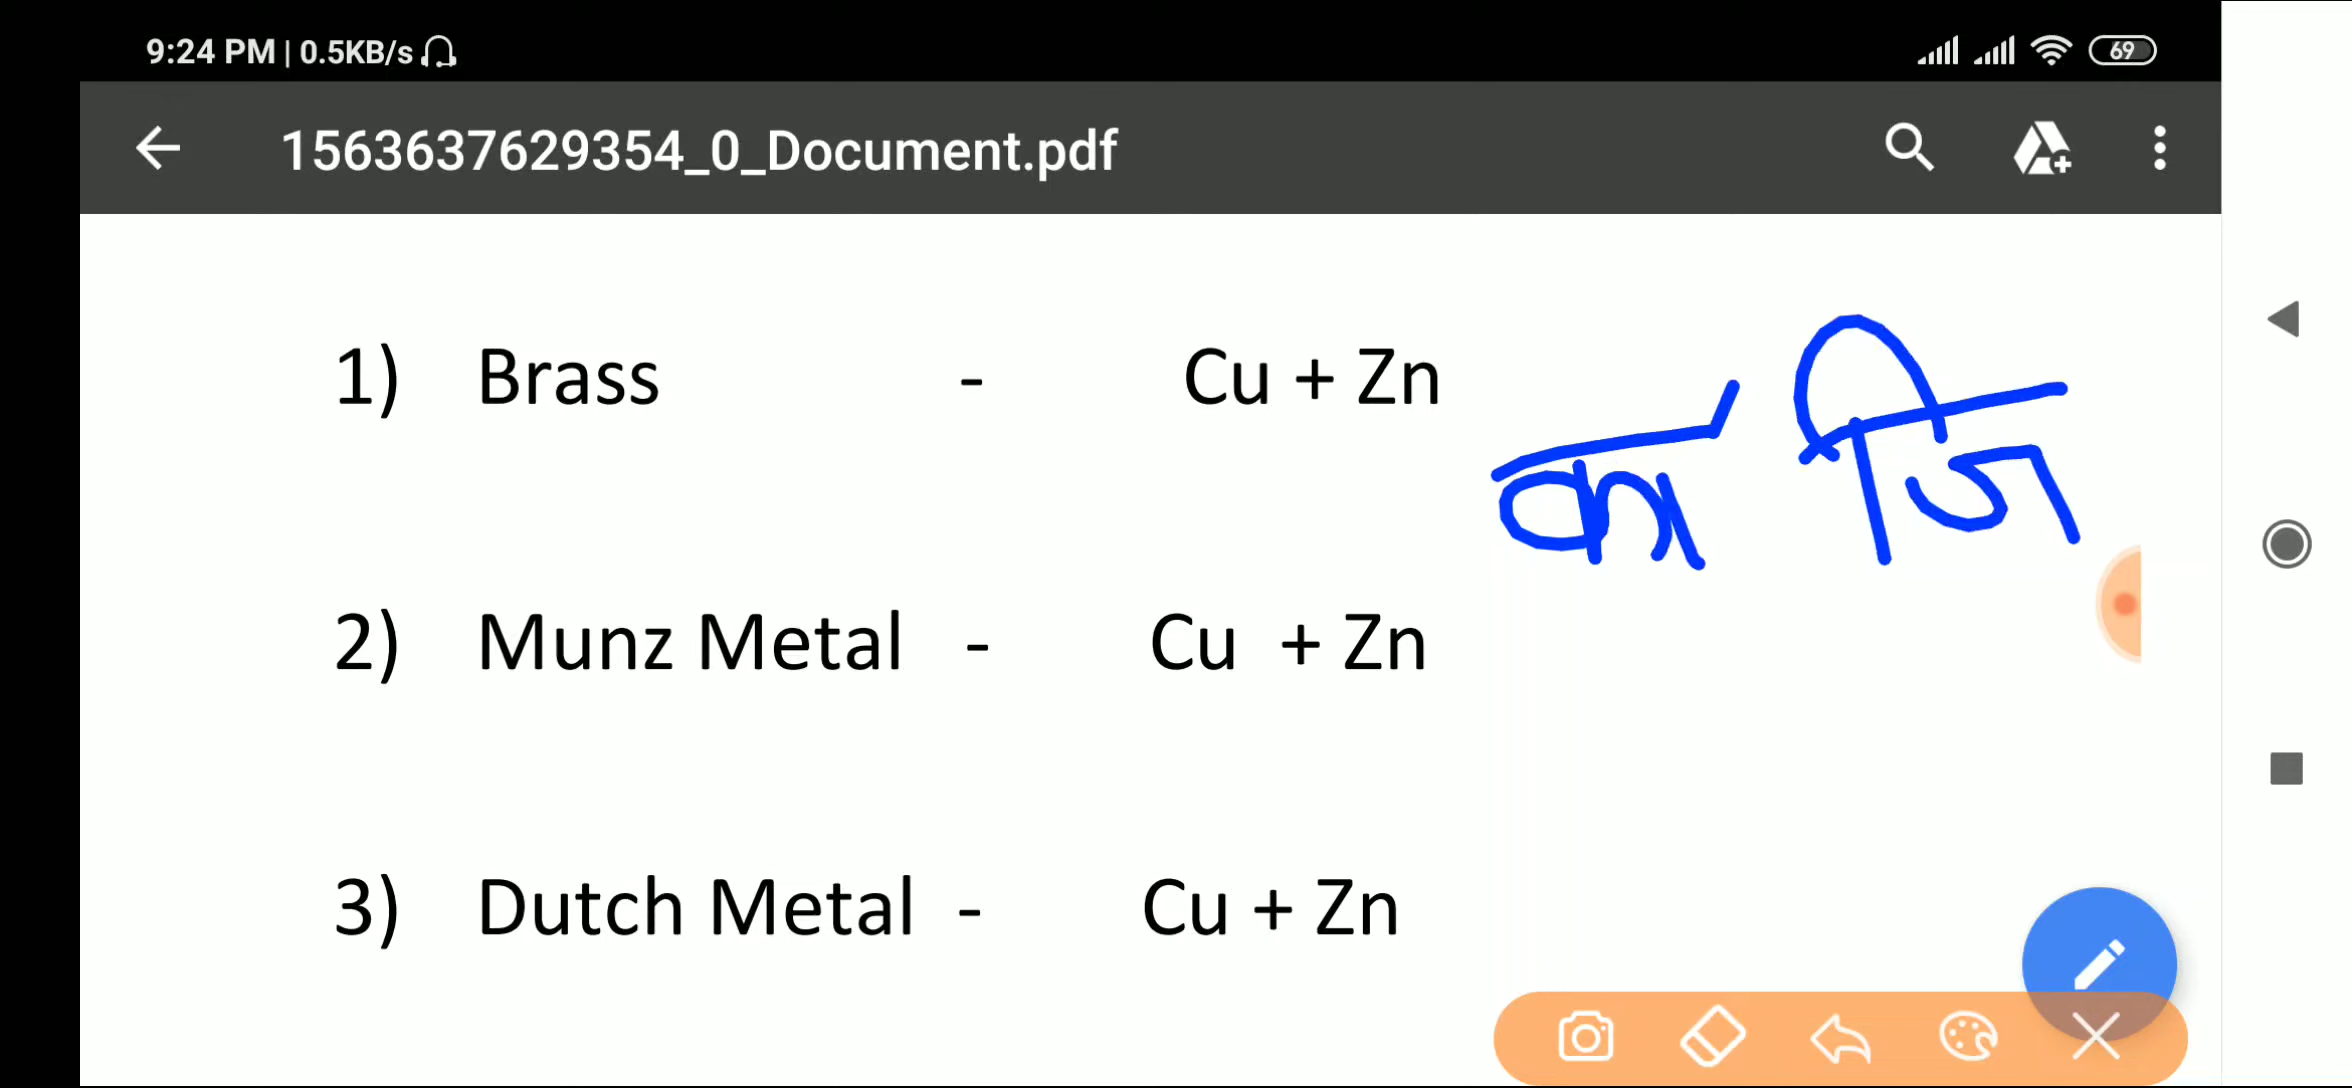 9:24 PM | 0.5KB/s 69
1563637629354_0_Document.pdf
1) Brass - Cu + Zn
का जि
2) Munz Metal - Cu + Zn
3) Dutch Metal - Cu + Zn